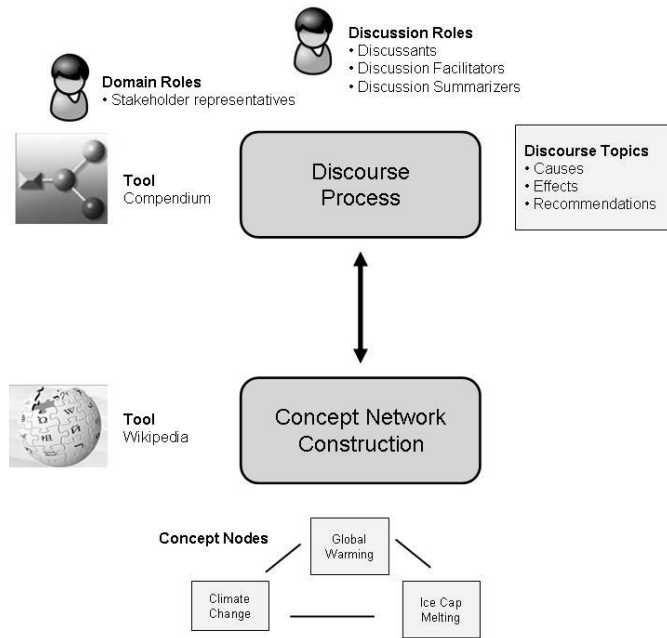 Discussion Roles
• Discussants
• Discussion Facilitators
• Discussion Summarizers
Domain Roles
• Stakeholder representatives
Tool
Compendium
Discourse
Process
Discourse Topics
• Causes
• Effects
• Recommendations
Tool
Wikipedia
Concept Network
Construction
Concept Nodes
Global
Warming
Climate
Change
Ice Cap
Melting